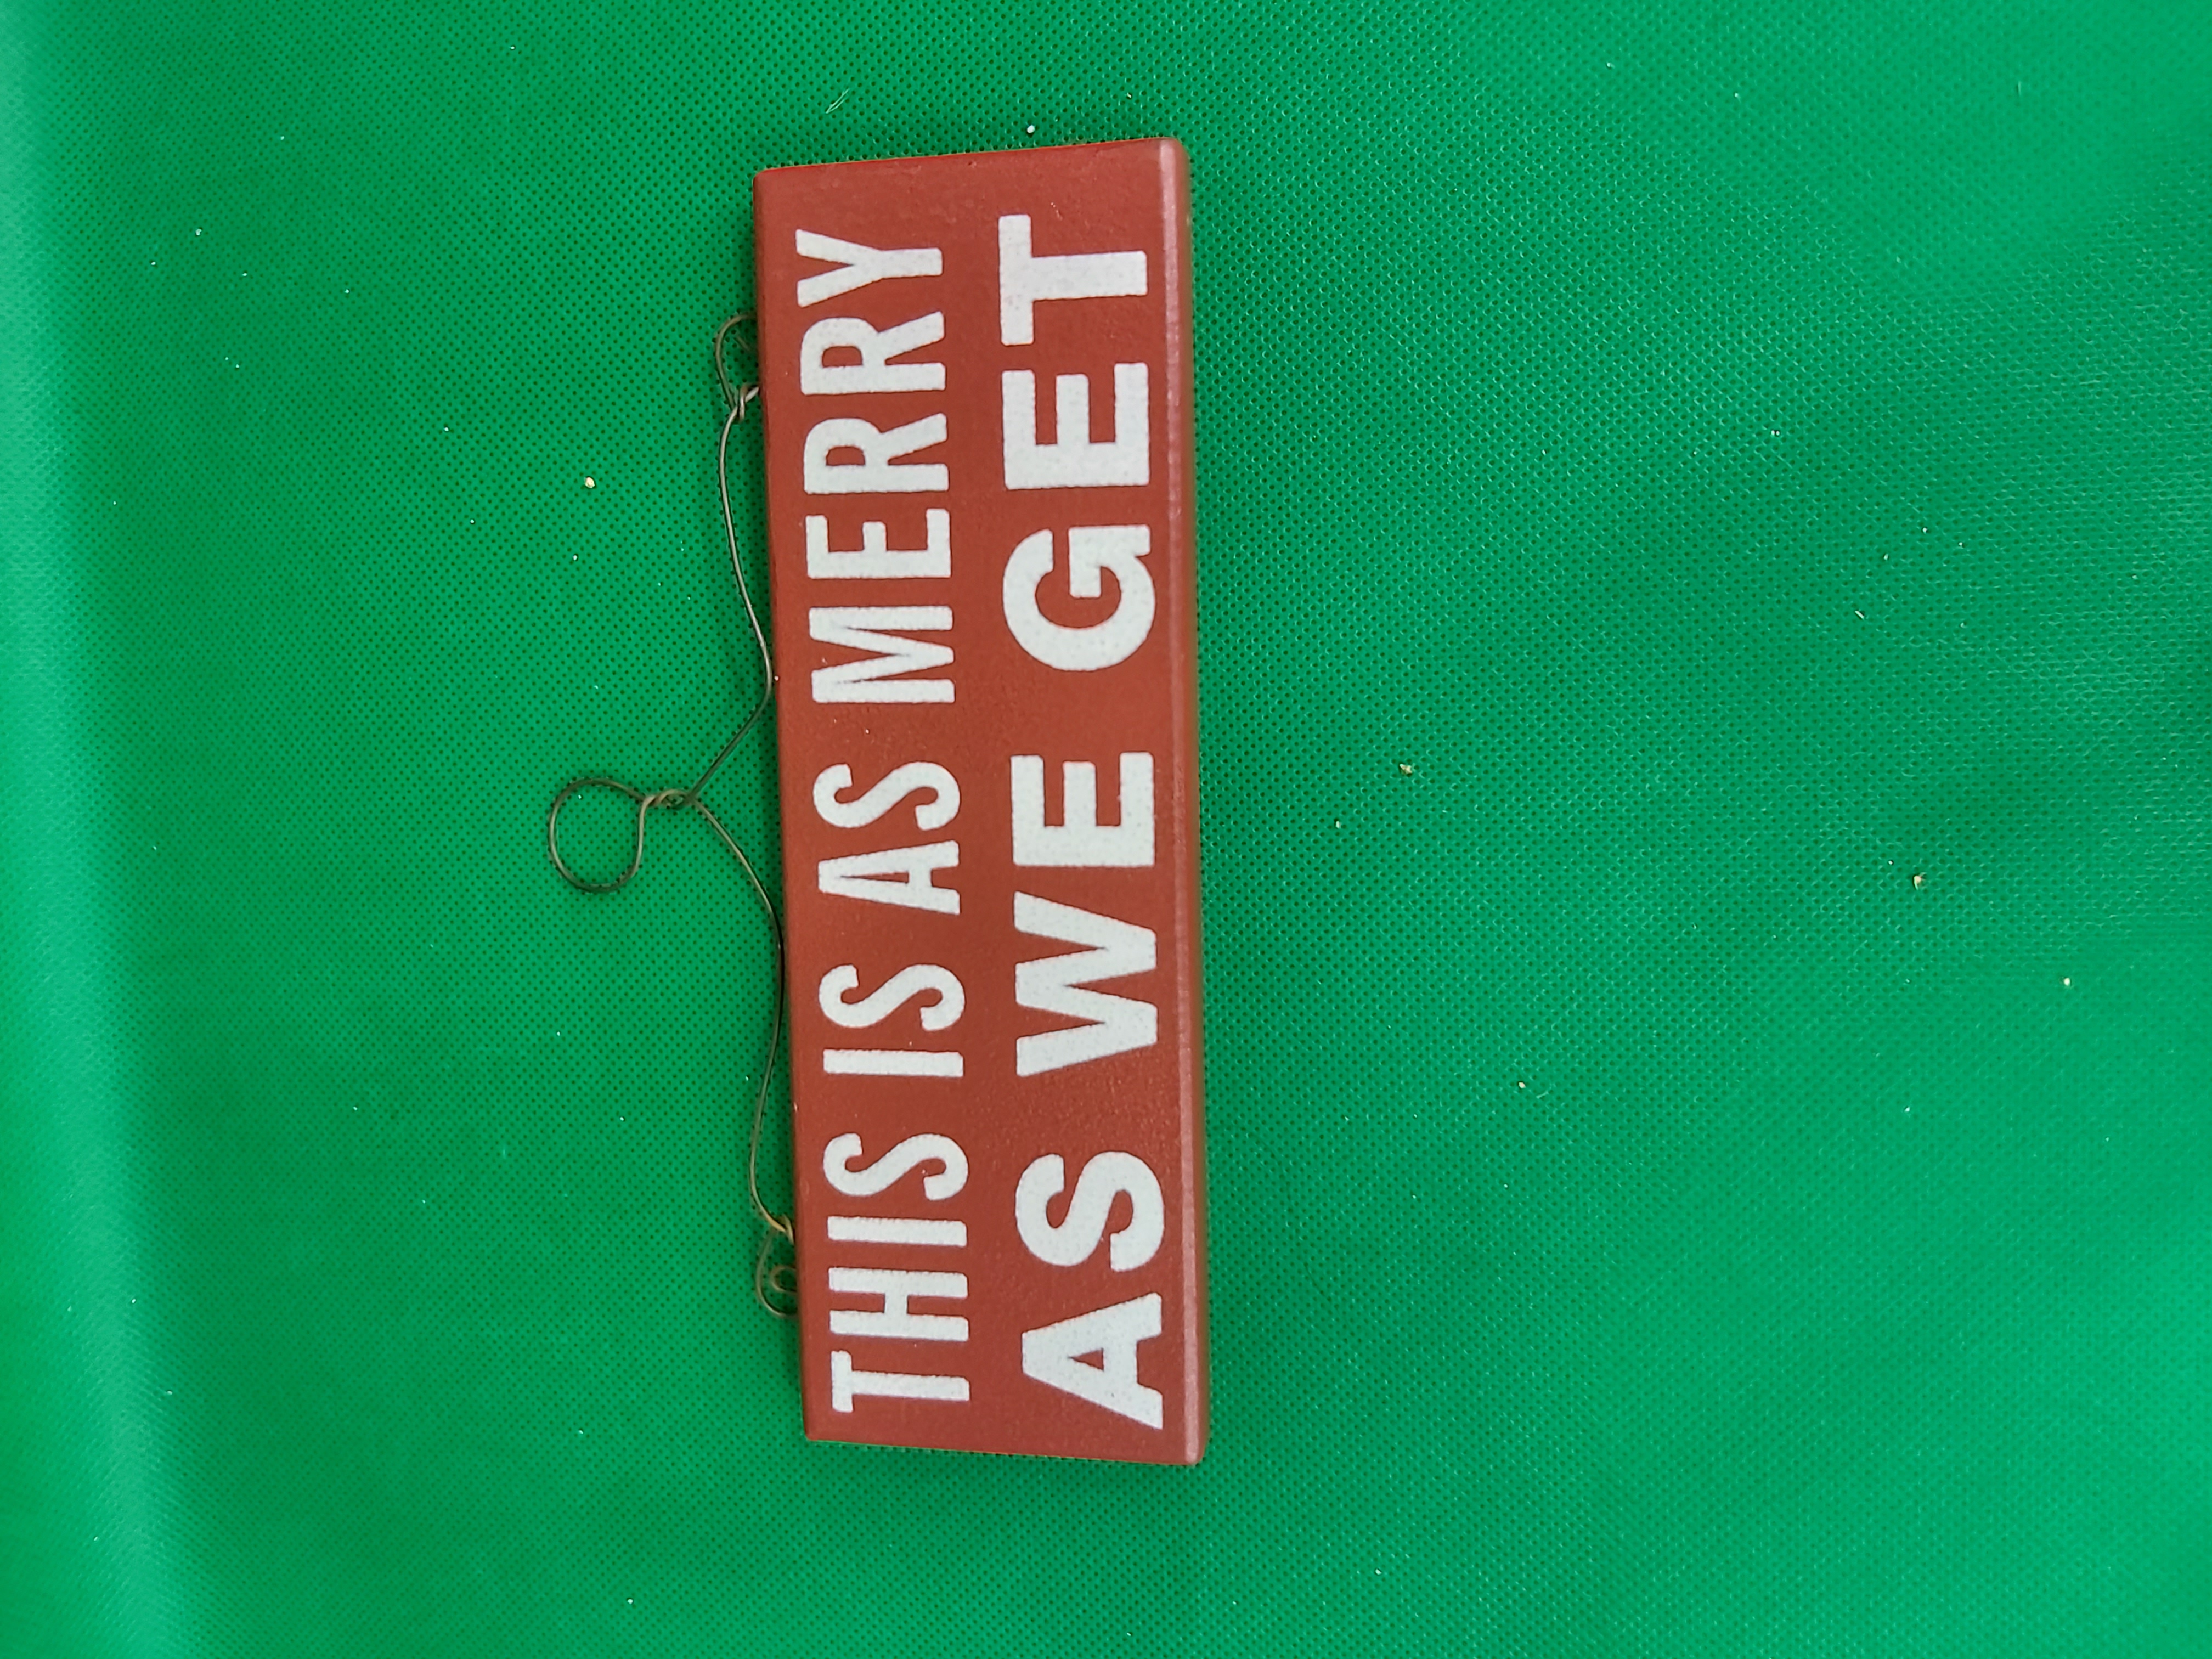 THIS IS AS MERRY
AS WE GET